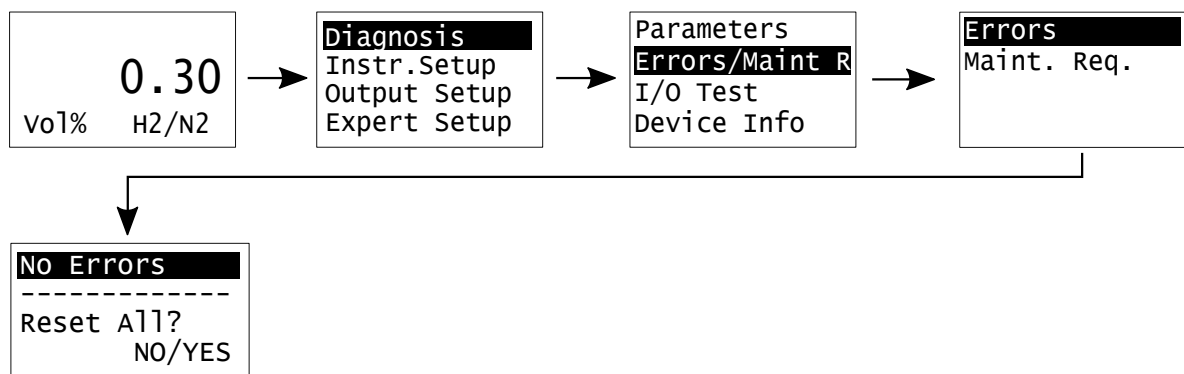 0.30
Vol% H2/N2
Diagnosis
Instr.Setup
Output Setup
Expert Setup
Parameters
Errors/Maint R
I/O Test
Device Info
Errors
Maint. Req.
No Errors
-------------
Reset All?
NO/YES